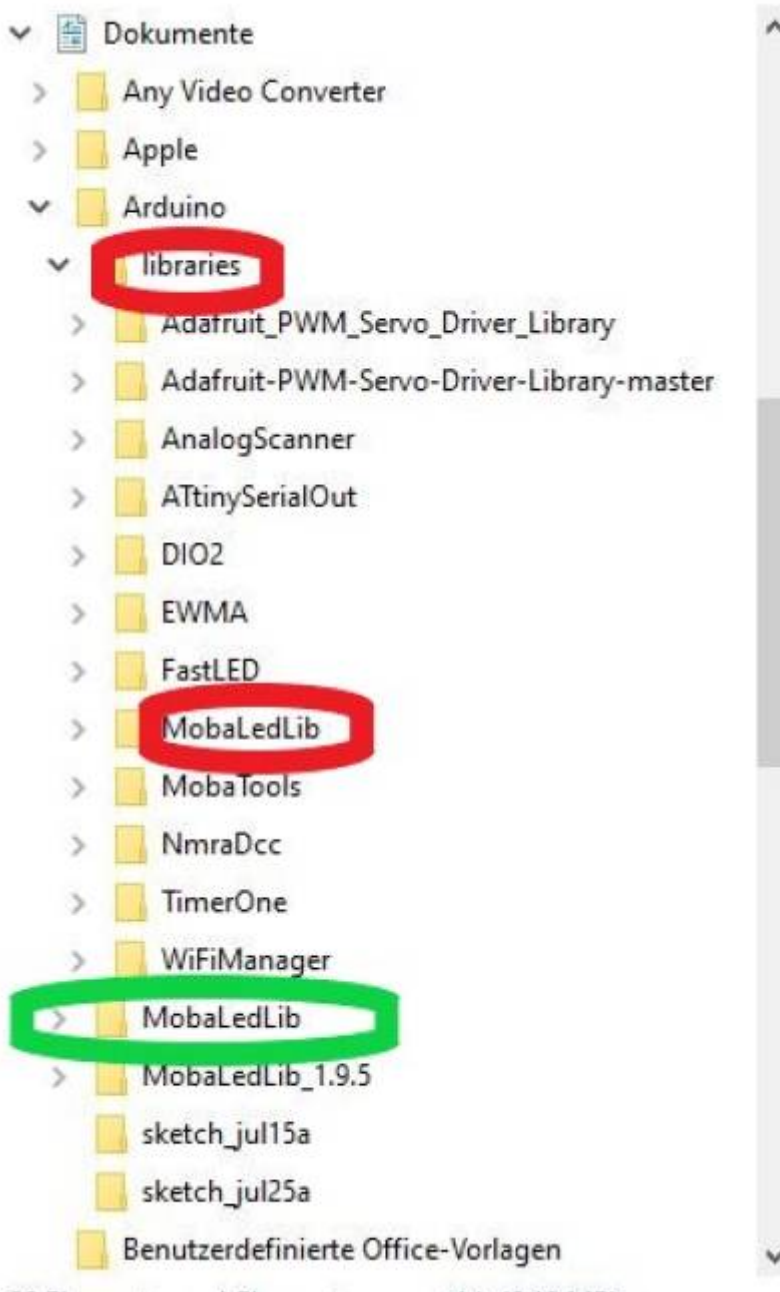 Dokumente
Any Video Converter
Apple
Arduino
libraries
Adafruit_PWM_Servo_Driver_Library
Adafruit-PWM-Servo-Driver-Library-master
AnalogScanner
ATtinySerialOut
DIO2
EWMA
FastLED
MobaLedLib
MobaTools
NmraDcc
TimerOne
WiFiManager
MobaLedLib
MobaLedLib_1.9.5
sketch_jul15a
sketch_jul25a
Benutzerdefinierte Office-Vorlagen